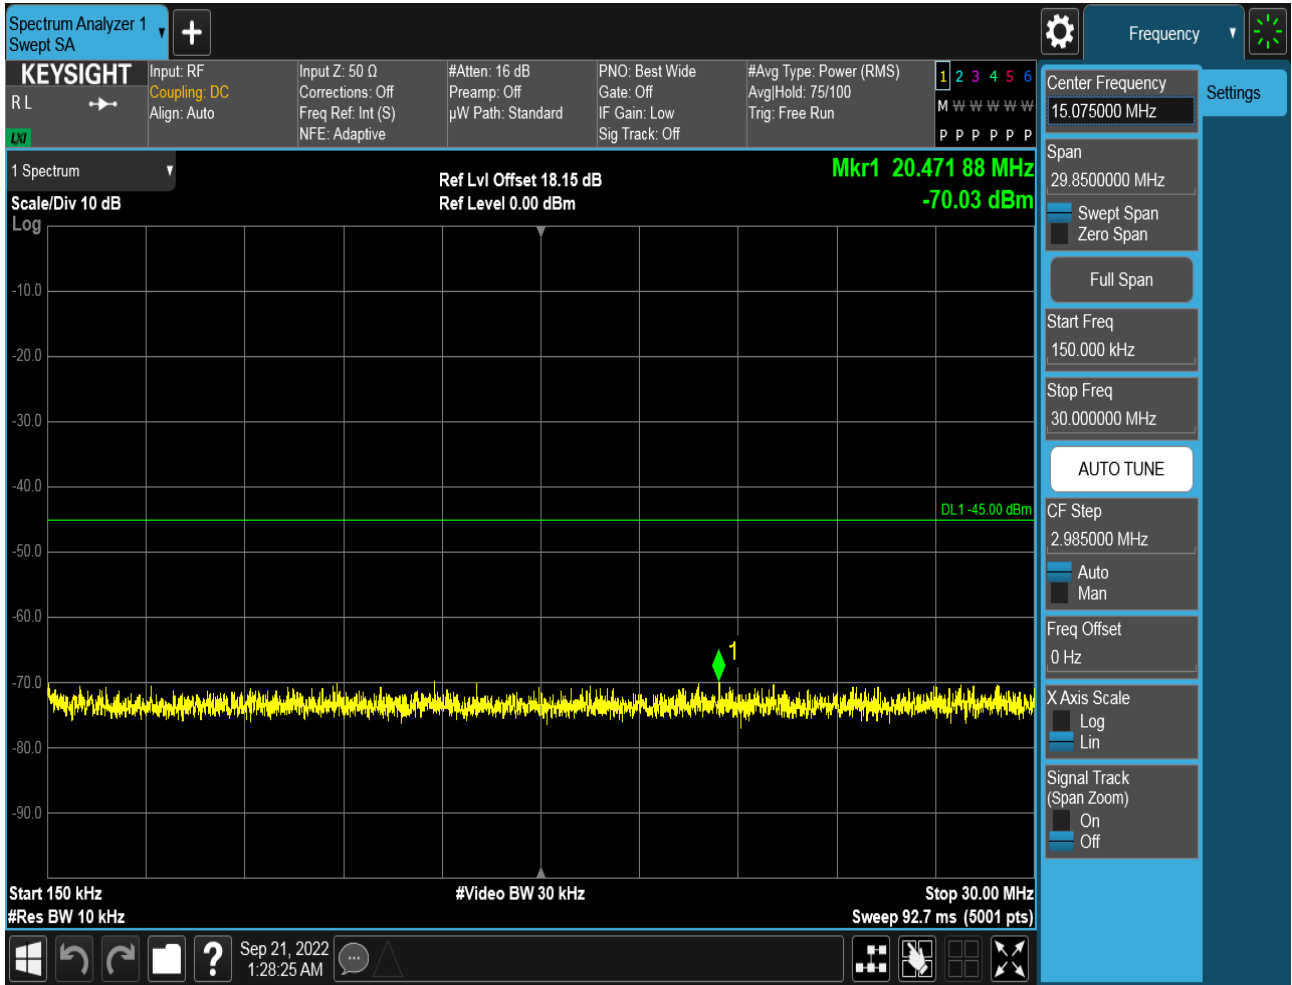 Spectrum Analyzer 1
Swept SA
Frequency
KEYSIGHT
R L
LXI
Input: RF
Coupling: DC
Align: Auto
Input Z: 50 Ω
Corrections: Off
Freq Ref: Int (S)
NFE: Adaptive
#Atten: 16 dB
Preamp: Off
µW Path: Standard
PNO: Best Wide
Gate: Off
IF Gain: Low
Sig Track: Off
#Avg Type: Power (RMS)
Avg|Hold: 75/100
Trig: Free Run
1 2 3 4 5 6
M W W W W W
P P P P P P
1 Spectrum
Scale/Div 10 dB
Log
Ref Lvl Offset 18.15 dB
Ref Level 0.00 dBm
Mkr1 20.471 88 MHz
-70.03 dBm
-10.0
-20.0
-30.0
-40.0
DL1 -45.00 dBm
-50.0
-60.0
1
-70.0
-80.0
-90.0
Start 150 kHz
#Video BW 30 kHz
Stop 30.00 MHz
#Res BW 10 kHz
Sweep 92.7 ms (5001 pts)
Center Frequency
15.075000 MHz
Settings
Span
29.8500000 MHz
Swept Span
Zero Span
Full Span
Start Freq
150.000 kHz
Stop Freq
30.000000 MHz
AUTO TUNE
CF Step
2.985000 MHz
Auto
Man
Freq Offset
0 Hz
X Axis Scale
Log
Lin
Signal Track
(Span Zoom)
On
Off
?
Sep 21, 2022
1:28:25 AM